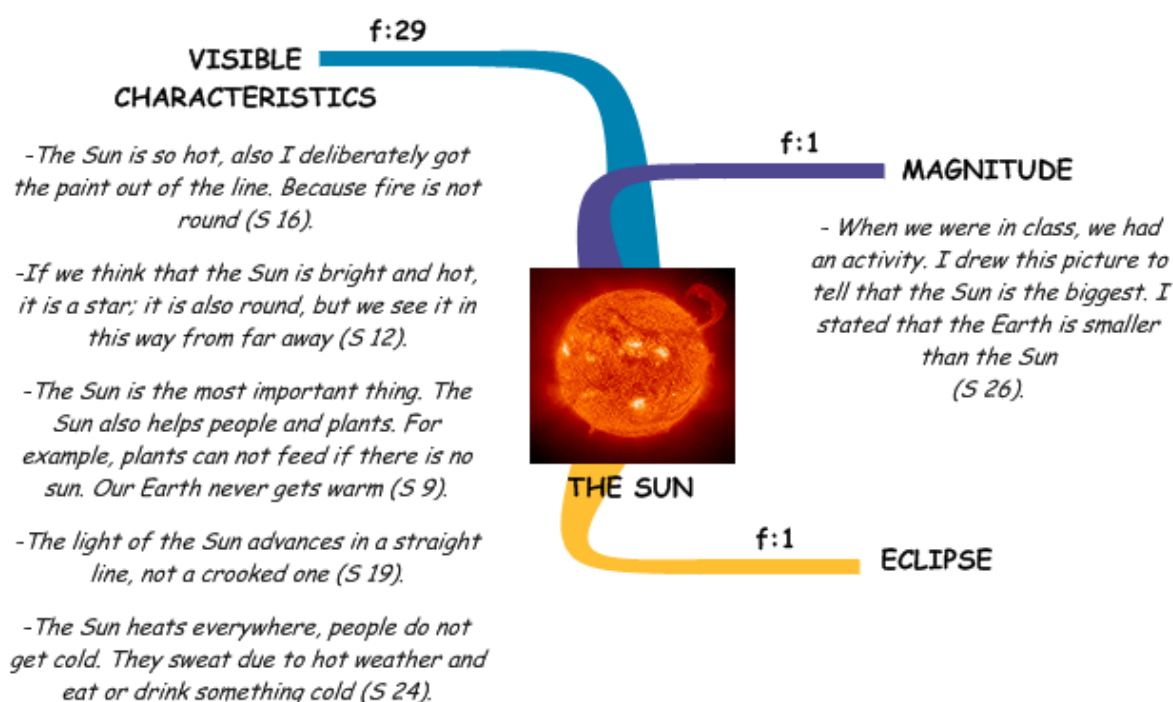 f:29
VISIBLE
CHARACTERISTICS
-The Sun is so hot, also I deliberately got
the paint out of the line. Because fire is not
round (S 16).
-If we think that the Sun is bright and hot,
it is a star; it is also round, but we see it in
this way from far away (S 12).
-The Sun is the most important thing. The
Sun also helps people and plants. For
example, plants can not feed if there is no
sun. Our Earth never gets warm (S 9).
-The light of the Sun advances in a straight
line, not a crooked one (S 19).
-The Sun heats everywhere, people do not
get cold. They sweat due to hot weather and
eat or drink something cold (S 24).
f:1
MAGNITUDE
- When we were in class, we had
an activity. I drew this picture to
tell that the Sun is the biggest. I
stated that the Earth is smaller
than the Sun
(S 26).
THE SUN
f:1
ECLIPSE